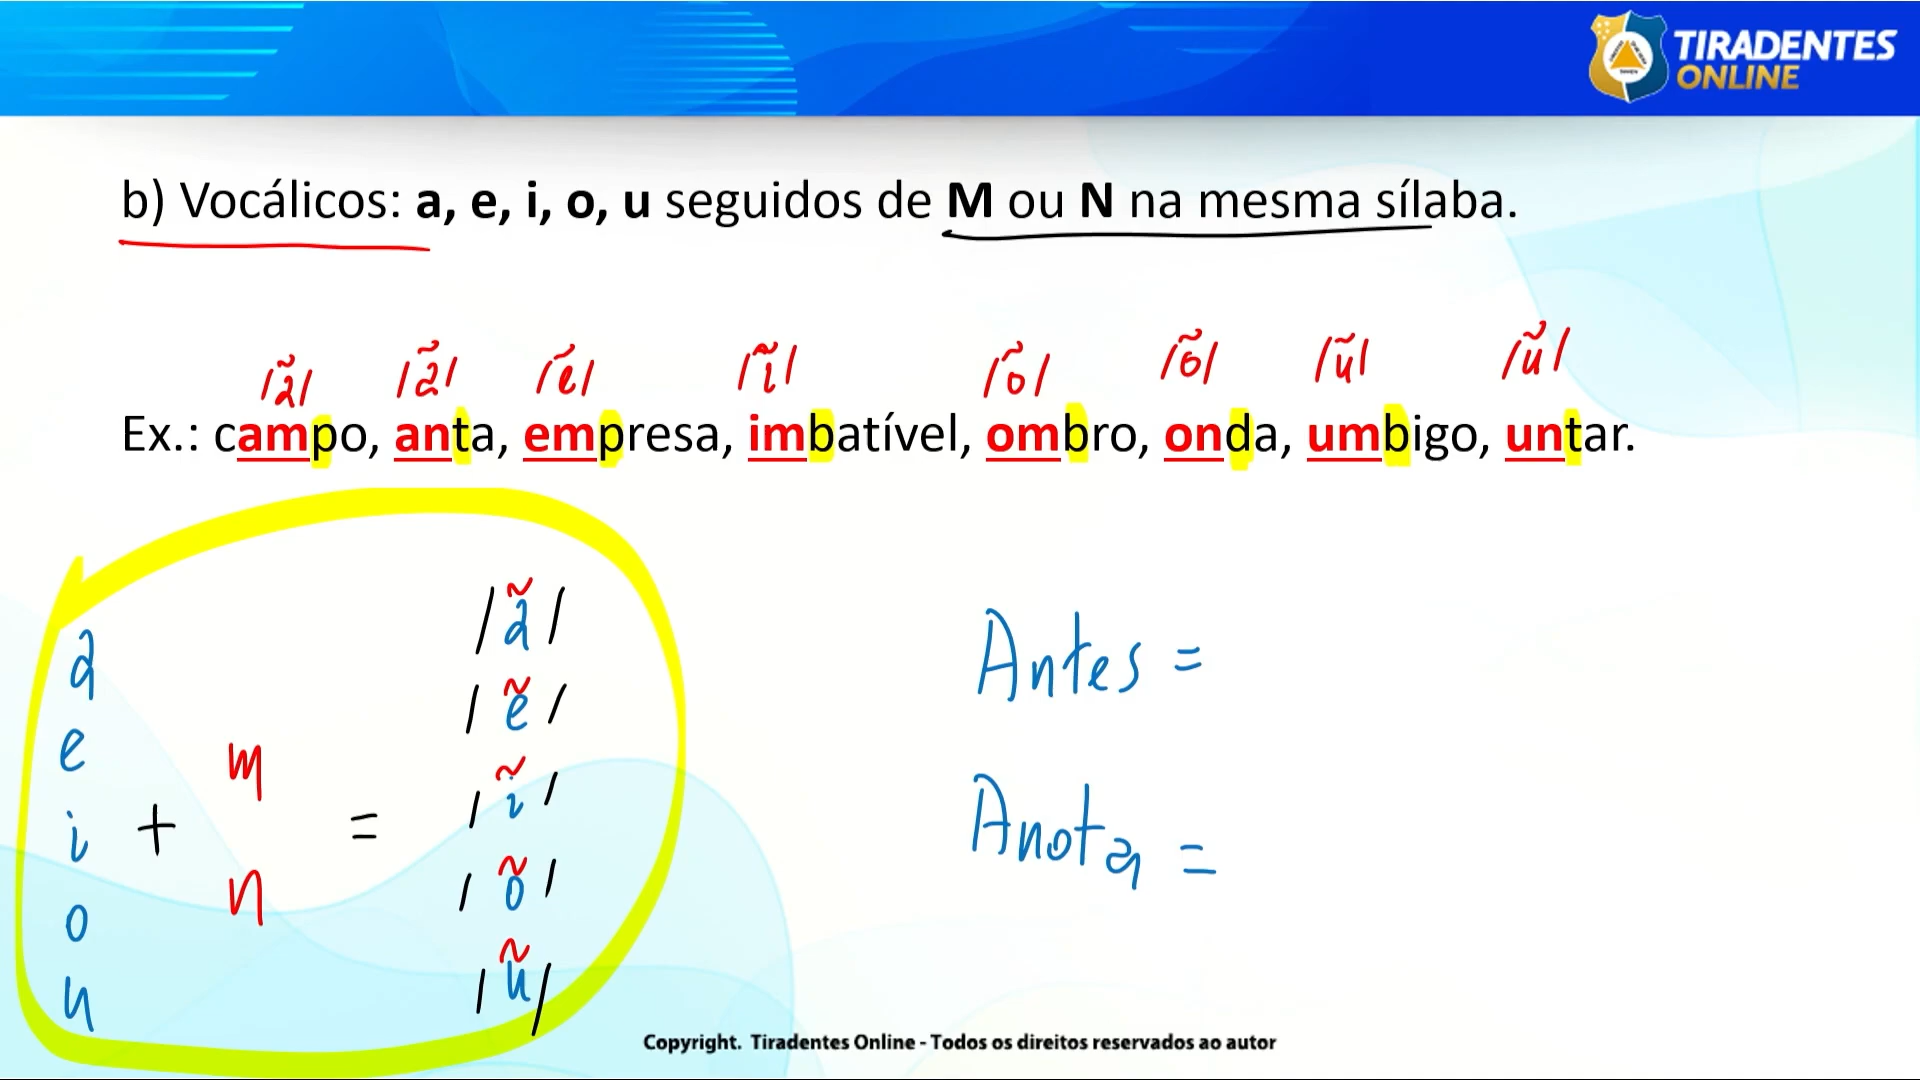 TIRADENTES
ONLINE
b) Vocálicos: a, e, i, o, u seguidos de M ou N na mesma sílaba.
/ã/ /ã/ /ẽ/ /ĩ/ /õ/ /õ/ /ũ/ /ũ/
Ex.: campo, anta, empresa, imbatível, ombro, onda, umbigo, untar.
a
e
i
o
u
+
m
n
=
/ã/
/ẽ/
/ĩ/
/õ/
/ũ/
Antes =
Anota =
Copyright. Tiradentes Online - Todos os direitos reservados ao autor